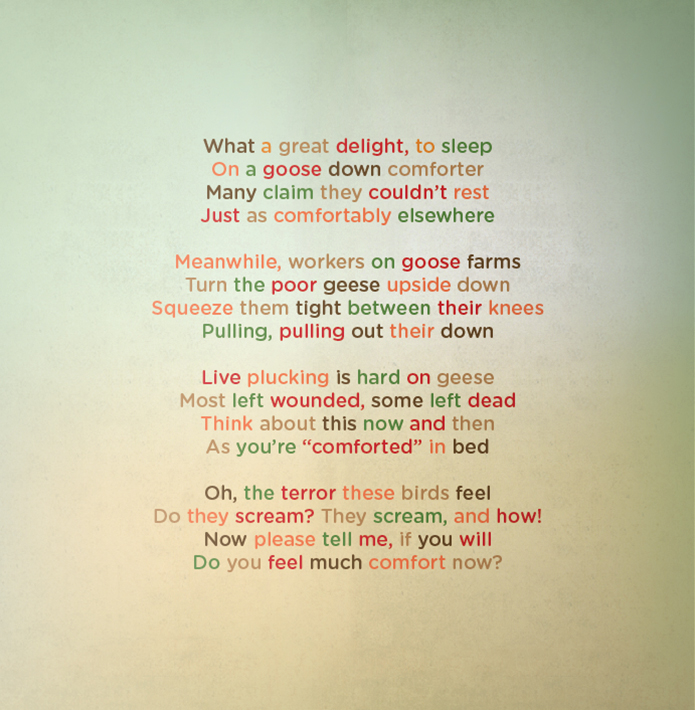 What a great delight, to sleep
On a goose down comforter
Many claim they couldn’t rest
Just as comfortably elsewhere
Meanwhile, workers on goose farms
Turn the poor geese upside down
Squeeze them tight between their knees
Pulling, pulling out their down
Live plucking is hard on geese
Most left wounded, some left dead
Think about this now and then
As you’re “comforted” in bed
Oh, the terror these birds feel
Do they scream? They scream, and how!
Now please tell me, if you will
Do you feel much comfort now?